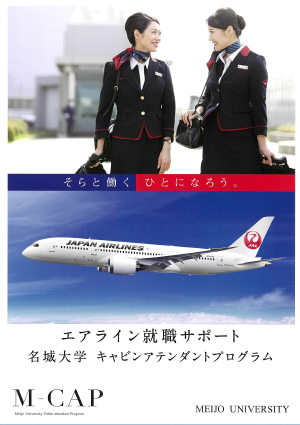 そらと働く ひとになろう。
JAPAN AIRLINES
JAL
エアライン就職サポート
名城大学 キャビンアテンダントプログラム
M-CAP
Meijo University Cabin attendant Program
MEIJO UNIVERSITY